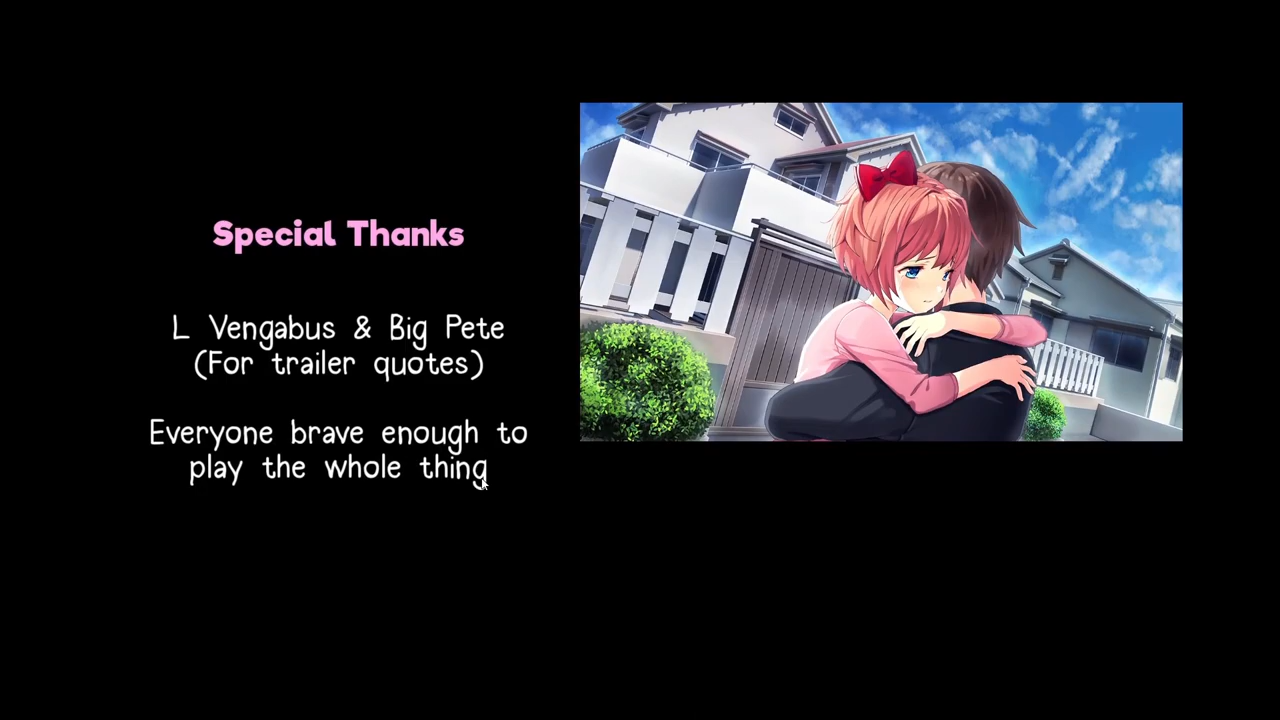 Special Thanks
L Vengabus & Big Pete
(For trailer quotes)
Everyone brave enough to
play the whole thing